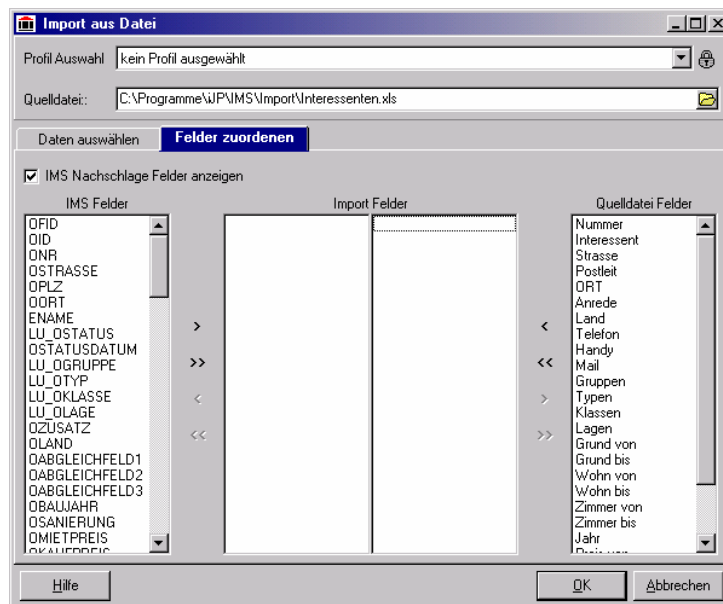 Import aus Datei
Profil Auswahl kein Profil ausgewählt
Quelldatei:: C:\Programme\iJP\IMS\Import\Interessenten.xls
Daten auswählen Felder zuordenen
IMS Nachschlage Felder anzeigen
IMS Felder Import Felder Quelldatei Felder
OFID
OID
ONR
OSTRASSE
OPLZ
OORT
ENAME
LU_OSTATUS
OSTATUSDATUM
LU_OGRUPPE
LU_OTYP
LU_OKLASSE
LU_OLAGE
OZUSATZ
OLAND
OABGLEICHFELD1
OABGLEICHFELD2
OABGLEICHFELD3
OBAUJAHR
OSANIERUNG
OMIETPREIS
OKAUFPREIS
>
>>
<
<<
<
<<
>
>>
Nummer
Interessent
Strasse
Postleit
ORT
Anrede
Land
Telefon
Handy
Mail
Gruppen
Typen
Klassen
Lagen
Grund von
Grund bis
Wohn von
Wohn bis
Zimmer von
Zimmer bis
Jahr
Preis von
Hilfe OK Abbrechen